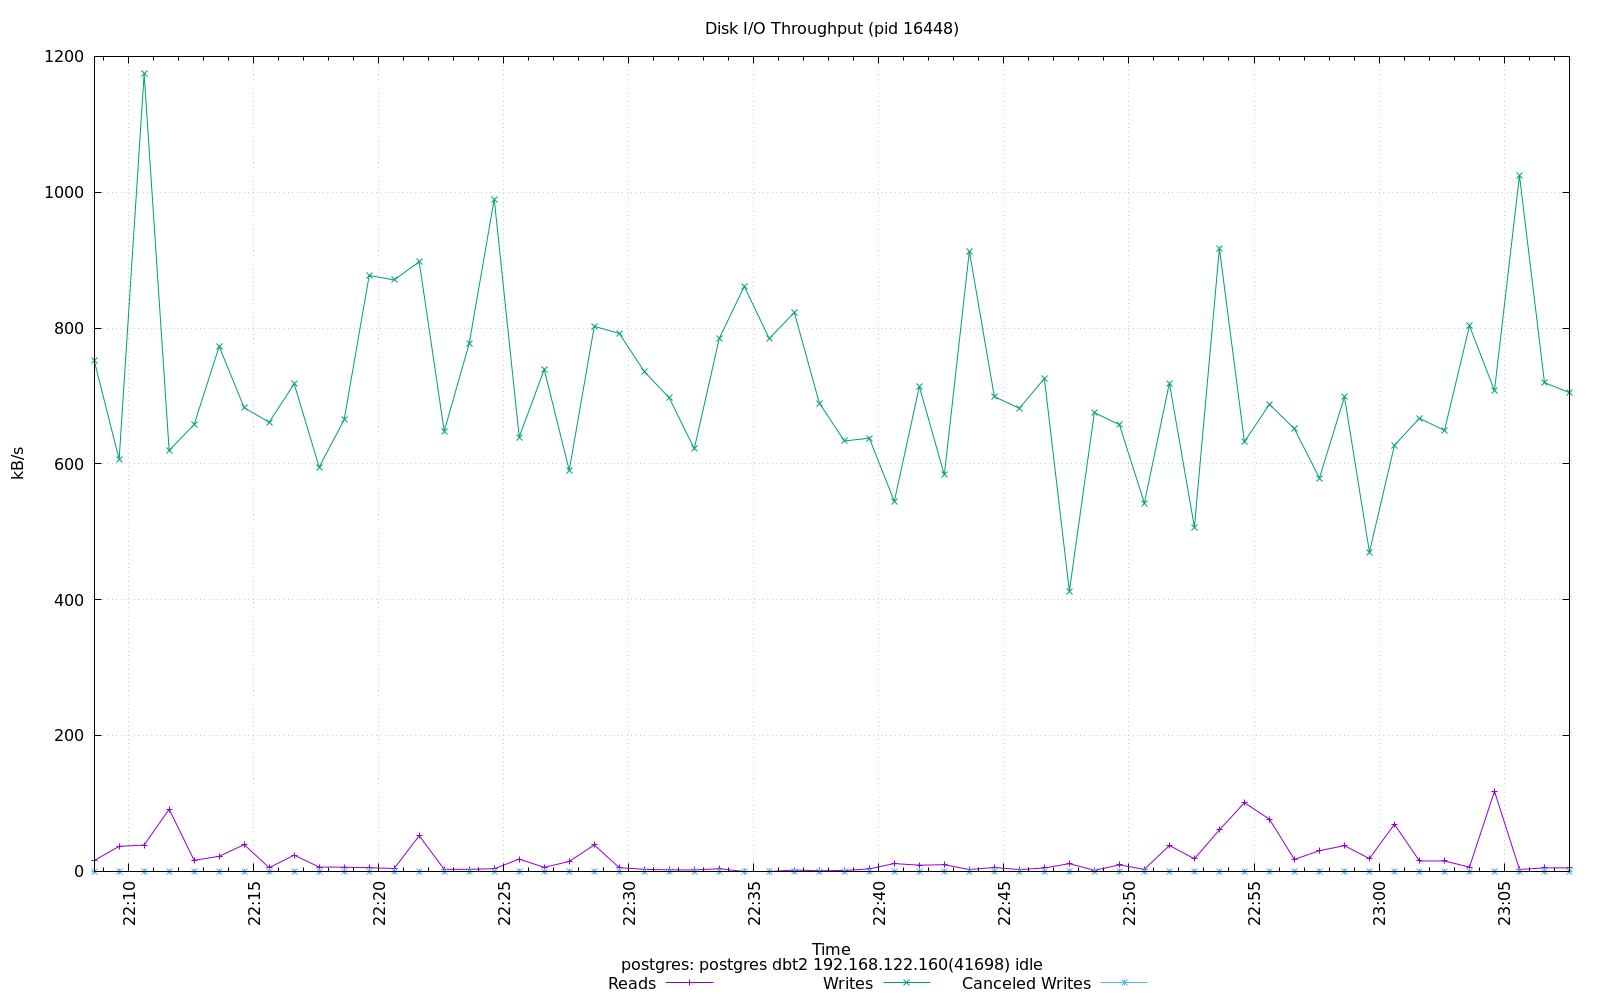 Disk I/O Throughput (pid 16448)
1200
1000
800
600
400
200
0
kB/s
22:10 22:15 22:20 22:25 22:30 22:35 22:40 22:45 22:50 22:55 23:00 23:05
Time
postgres: postgres dbt2 192.168.122.160(41698) idle
Reads Writes Canceled Writes